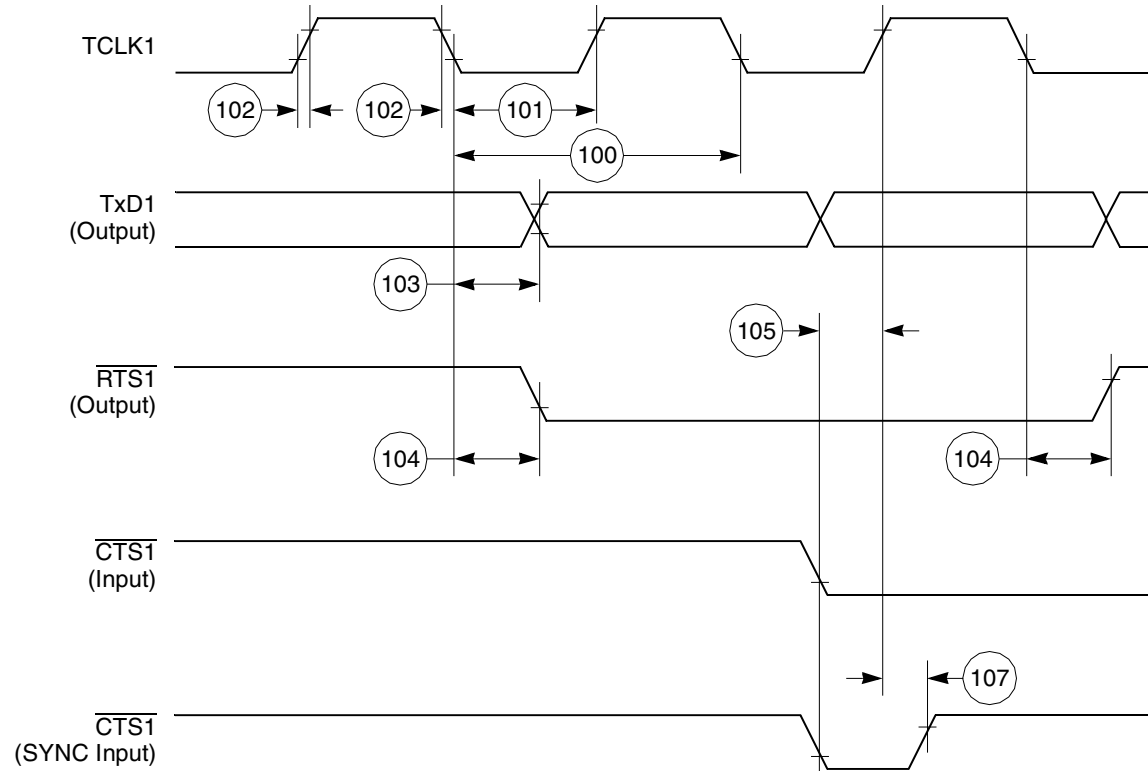 TCLK1
102
102
101
100
TxD1
(Output)
103
105
RTS1
(Output)
104
104
CTS1
(Input)
107
CTS1
(SYNC Input)